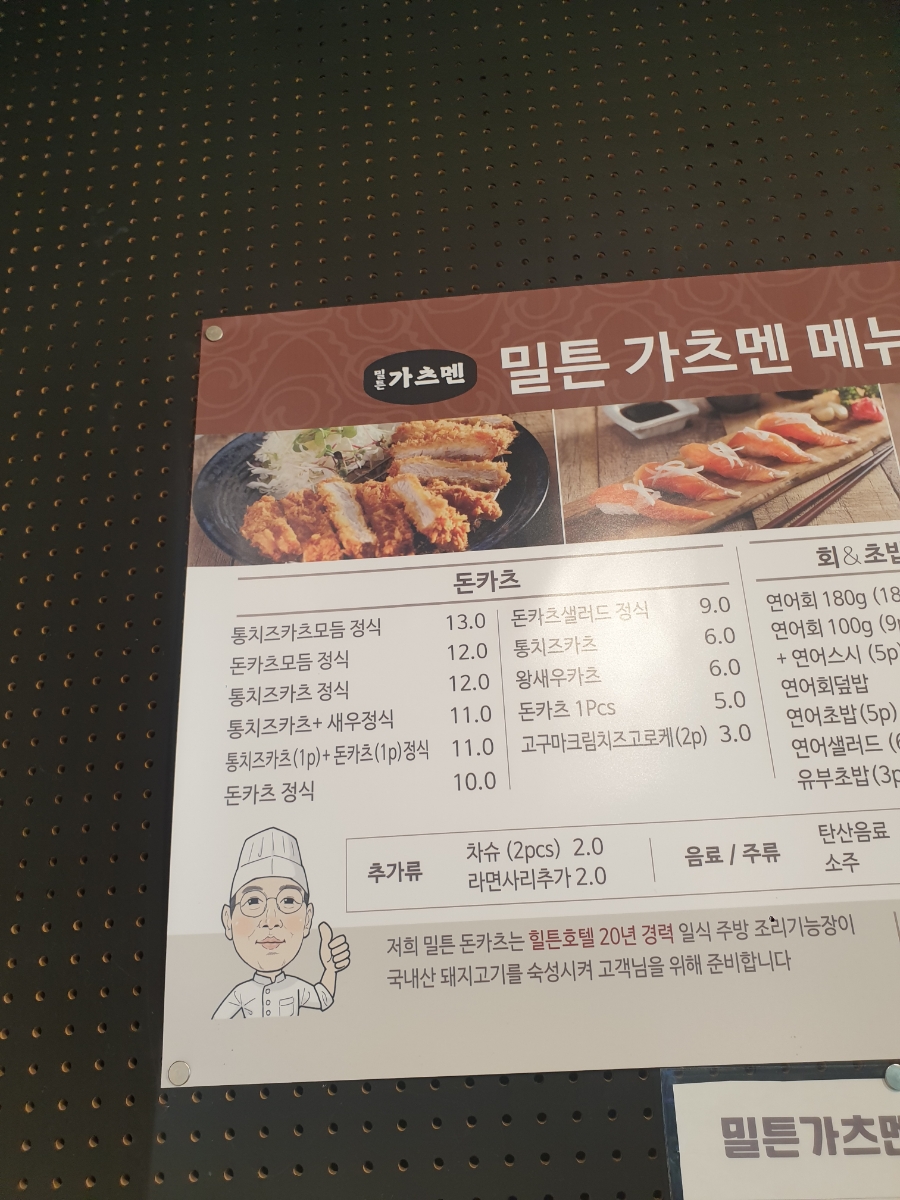 밀튼 가츠멘
밀튼 가츠멘 메뉴
돈카츠
통치즈카츠모듬 정식 13.0
돈카츠모듬 정식 12.0
통치즈카츠 정식 12.0
통치즈카츠+ 새우정식 11.0
통치즈카츠(1p)+돈카츠(1p)정식 11.0
돈카츠 정식 10.0
돈카츠샐러드 정식 9.0
통치즈카츠 6.0
왕새우카츠 6.0
돈카츠 1Pcs 5.0
고구마크림치즈고로케(2p) 3.0
회&초밥
연어회 180g (18
연어회 100g (9p
+ 연어스시 (5p)
연어회덮밥
연어초밥(5p)
연어샐러드 (6
유부초밥(3p
추가류
차슈 (2pcs) 2.0
라면사리추가 2.0
음료 / 주류
탄산음료
소주
저희 밀튼 돈카츠는 힐튼호텔 20년 경력 일식 주방 조리기능장이
국내산 돼지고기를 숙성시켜 고객님을 위해 준비합니다
밀튼가츠멘